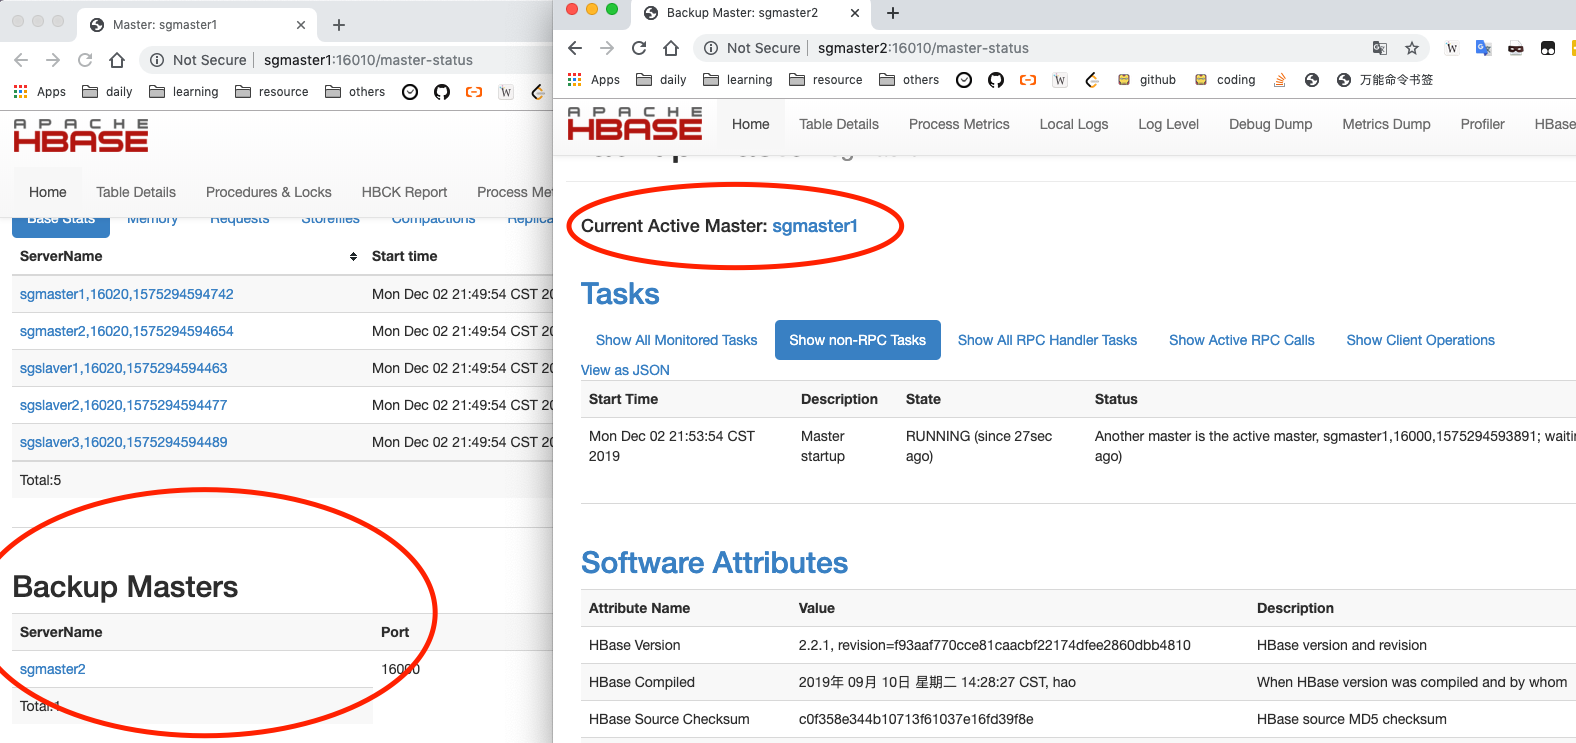 Master: sgmaster1
Not Secure
sgmaster1:16010/master-status
Apps
daily
learning
resource
others
W
APACHE
HBASE
Home
Table Details
Procedures & Locks
HBCK Report
Process Me
Base Stats
Memory
Requests
Storefiles
Compactions
Replica
ServerName
Start time
sgmaster1,16020,1575294594742
Mon Dec 02 21:49:54 CST 20
sgmaster2,16020,1575294594654
Mon Dec 02 21:49:54 CST 20
sgslaver1,16020,1575294594463
Mon Dec 02 21:49:54 CST 20
sgslaver2,16020,1575294594477
Mon Dec 02 21:49:54 CST 20
sgslaver3,16020,1575294594489
Mon Dec 02 21:49:54 CST 20
Total:5
Backup Masters
ServerName
Port
sgmaster2
16000
Total:1
Backup Master: sgmaster2
Not Secure
sgmaster2:16010/master-status
W
Apps
daily
learning
resource
others
W
github
coding
万能命令书签
APACHE
HBASE
Home
Table Details
Process Metrics
Local Logs
Log Level
Debug Dump
Metrics Dump
Profiler
HBase
Current Active Master: sgmaster1
Tasks
Show All Monitored Tasks
Show non-RPC Tasks
Show All RPC Handler Tasks
Show Active RPC Calls
Show Client Operations
View as JSON
Start Time
Description
State
Status
Mon Dec 02 21:53:54 CST
2019
Master
startup
RUNNING (since 27sec
ago)
Another master is the active master, sgmaster1,16000,1575294593891; waiti
ago)
Software Attributes
Attribute Name
Value
Description
HBase Version
2.2.1, revision=f93aaf770cce81caacbf22174dfee2860dbb4810
HBase version and revision
HBase Compiled
2019年 09月 10日 星期二 14:28:27 CST, hao
When HBase version was compiled and by whom
HBase Source Checksum
c0f358e344b10713f61037e16fd39f8e
HBase source MD5 checksum